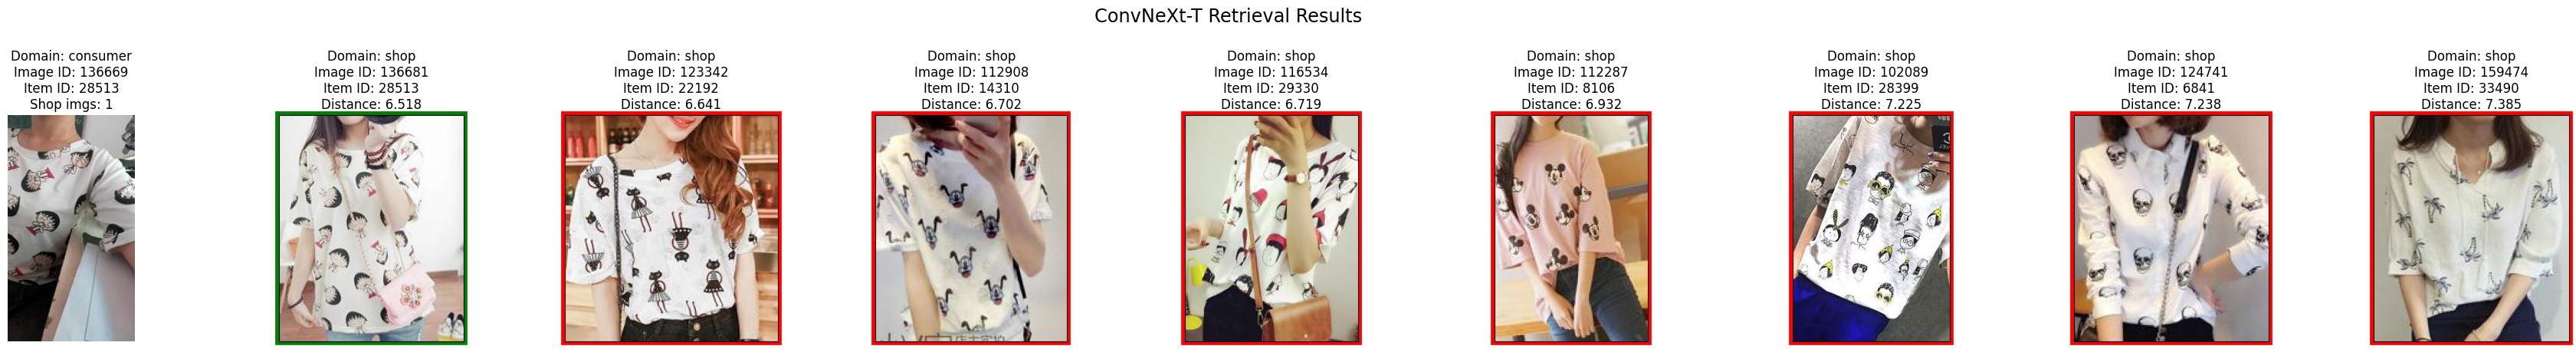 ConvNeXt-T Retrieval Results
Domain: consumer
Image ID: 136669
Item ID: 28513
Shop imgs: 1
Domain: shop
Image ID: 136681
Item ID: 28513
Distance: 6.518
Domain: shop
Image ID: 123342
Item ID: 22192
Distance: 6.641
Domain: shop
Image ID: 112908
Item ID: 14310
Distance: 6.702
Domain: shop
Image ID: 116534
Item ID: 29330
Distance: 6.719
Domain: shop
Image ID: 112287
Item ID: 8106
Distance: 6.932
Domain: shop
Image ID: 102089
Item ID: 28399
Distance: 7.225
Domain: shop
Image ID: 124741
Item ID: 6841
Distance: 7.238
Domain: shop
Image ID: 159474
Item ID: 33490
Distance: 7.385